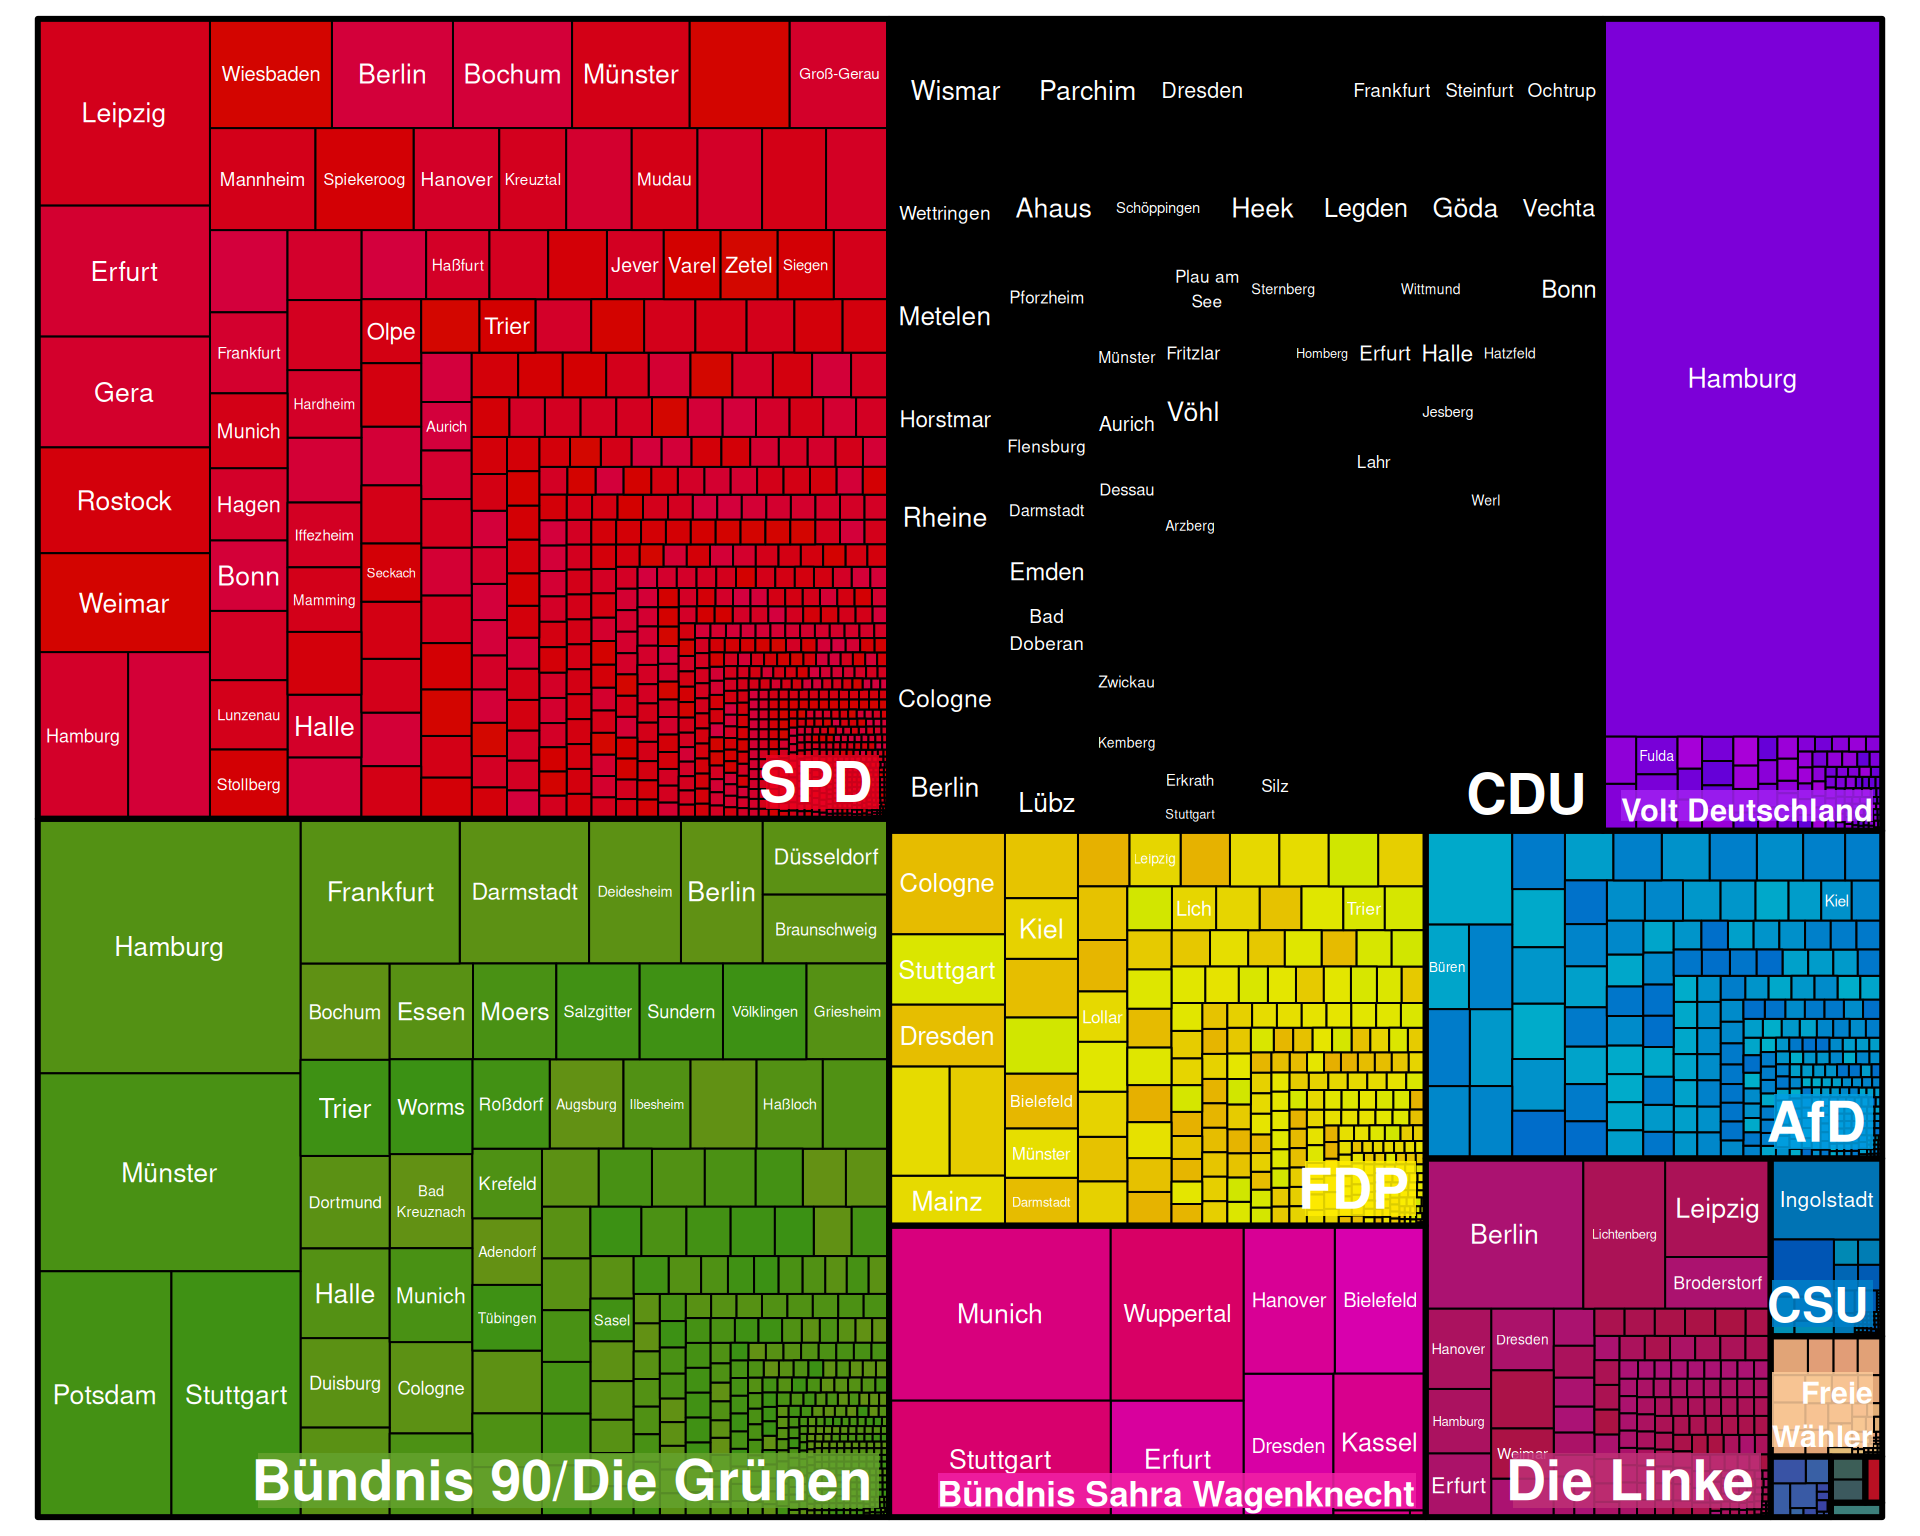 Leipzig
Wiesbaden
Berlin
Bochum
Münster
Groß-Gerau
Mannheim
Spiekeroog
Hanover
Kreuztal
Mudau
Erfurt
Haßfurt
Jever
Varel
Zetel
Siegen
Gera
Frankfurt
Olpe
Trier
Hardheim
Munich
Aurich
Rostock
Hagen
Iffezheim
Bonn
Seckach
Weimar
Mamming
Hamburg
Lunzenau
Halle
Stollberg
SPD
Wismar
Parchim
Dresden
Frankfurt
Steinfurt
Ochtrup
Wettringen
Ahaus
Schöppingen
Heek
Legden
Göda
Vechta
Metelen
Pforzheim
Plau am
See
Sternberg
Wittmund
Bonn
Münster
Fritzlar
Homberg
Erfurt
Halle
Hatzfeld
Horstmar
Flensburg
Aurich
Vöhl
Jesberg
Lahr
Rheine
Darmstadt
Dessau
Arzberg
Werl
Emden
Bad
Doberan
Cologne
Zwickau
Kemberg
Berlin
Lübz
Erkrath
Stuttgart
Silz
CDU
Hamburg
Fulda
Volt Deutschland
Hamburg
Frankfurt
Darmstadt
Deidesheim
Berlin
Düsseldorf
Braunschweig
Bochum
Essen
Moers
Salzgitter
Sundern
Völklingen
Griesheim
Münster
Trier
Worms
Roßdorf
Augsburg
Ilbesheim
Haßloch
Dortmund
Bad
Kreuznach
Krefeld
Adendorf
Halle
Munich
Tübingen
Sasel
Potsdam
Stuttgart
Duisburg
Cologne
Bündnis 90/Die Grünen
Cologne
Leipzig
Kiel
Lich
Trier
Stuttgart
Dresden
Lollar
Bielefeld
Münster
Mainz
Darmstadt
FDP
Kiel
Büren
AfD
Munich
Wuppertal
Hanover
Bielefeld
Stuttgart
Erfurt
Dresden
Kassel
Bündnis Sahra Wagenknecht
Berlin
Lichtenberg
Leipzig
Broderstorf
Hanover
Dresden
Hamburg
Weimar
Erfurt
Die Linke
Ingolstadt
CSU
Freie
Wähler